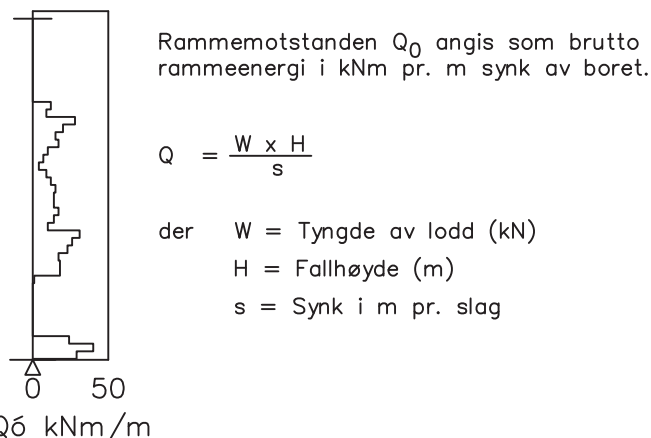 Rammemotstanden Q0 angis som brutto
rammeenergi i kNm pr. m synk av boret.
Q = W x H
s
der W = Tyngde av lodd (kN)
H = Fallhøyde (m)
s = Synk i m pr. slag
0 50
Qó kNm/m